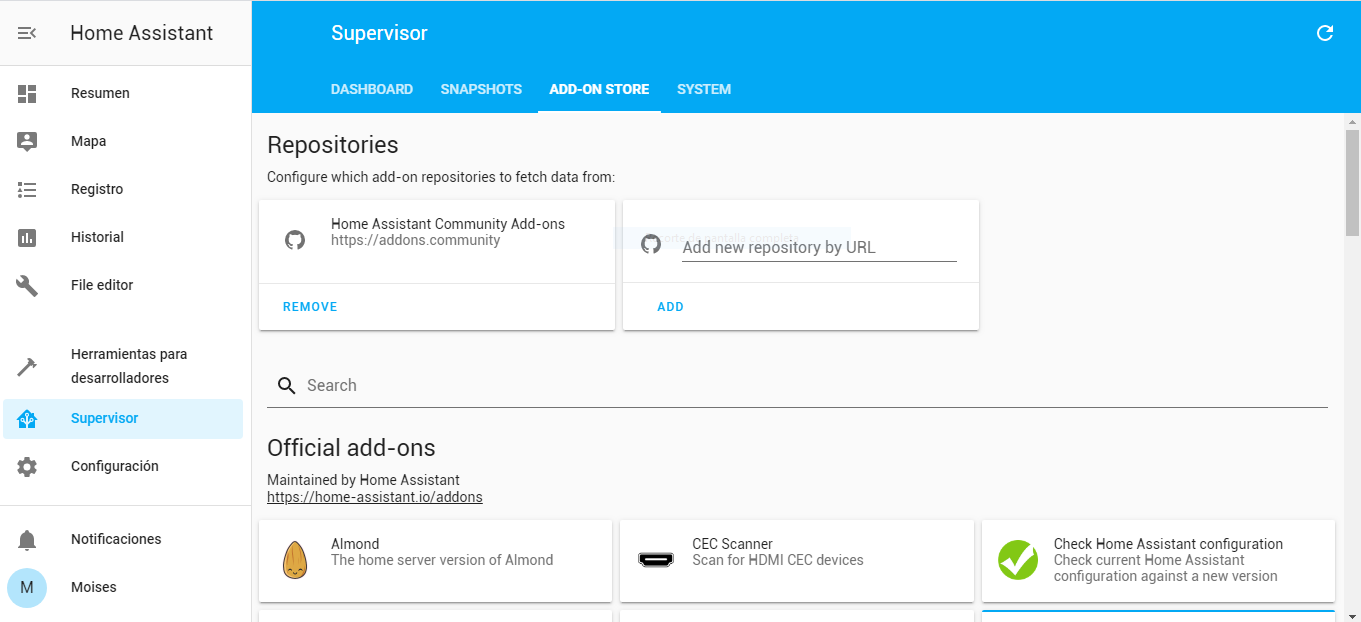 Home Assistant
Resumen
Mapa
Registro
Historial
File editor
Herramientas para
desarrolladores
Supervisor
Configuración
Notificaciones
M
Moises
Supervisor
DASHBOARD
SNAPSHOTS
ADD-ON STORE
SYSTEM
Repositories
Configure which add-on repositories to fetch data from:
Home Assistant Community Add-ons
https://addons.community
REMOVE
corte de pantalla completa
Add new repository by URL
ADD
Search
Official add-ons
Maintained by Home Assistant
https://home-assistant.io/addons
Almond
The home server version of Almond
CEC Scanner
Scan for HDMI CEC devices
Check Home Assistant configuration
Check current Home Assistant
configuration against a new version